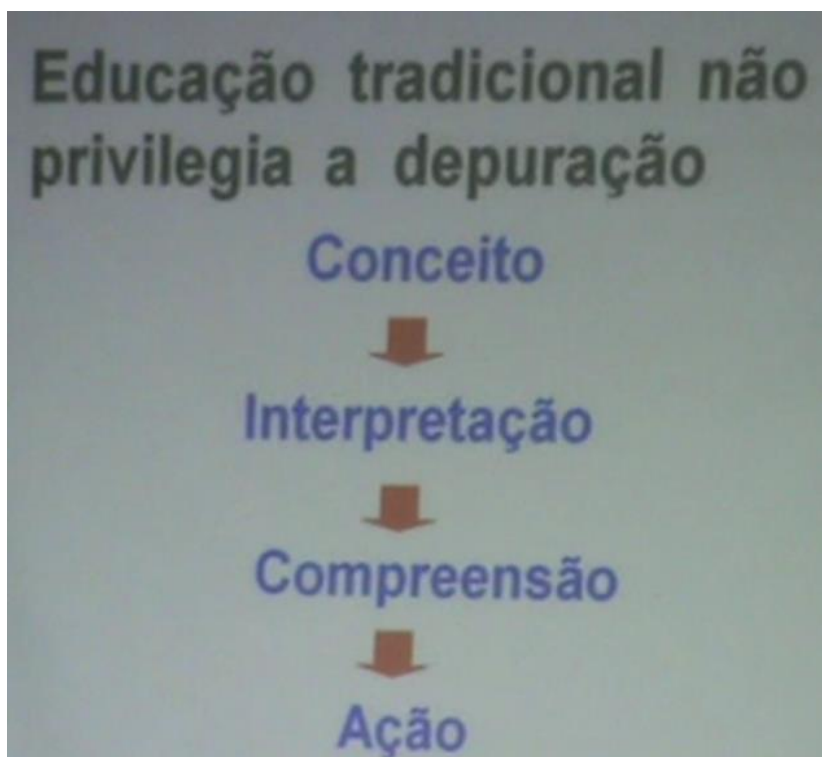 Educação tradicional não
privilegia a depuração
Conceito
Interpretação
Compreensão
Ação